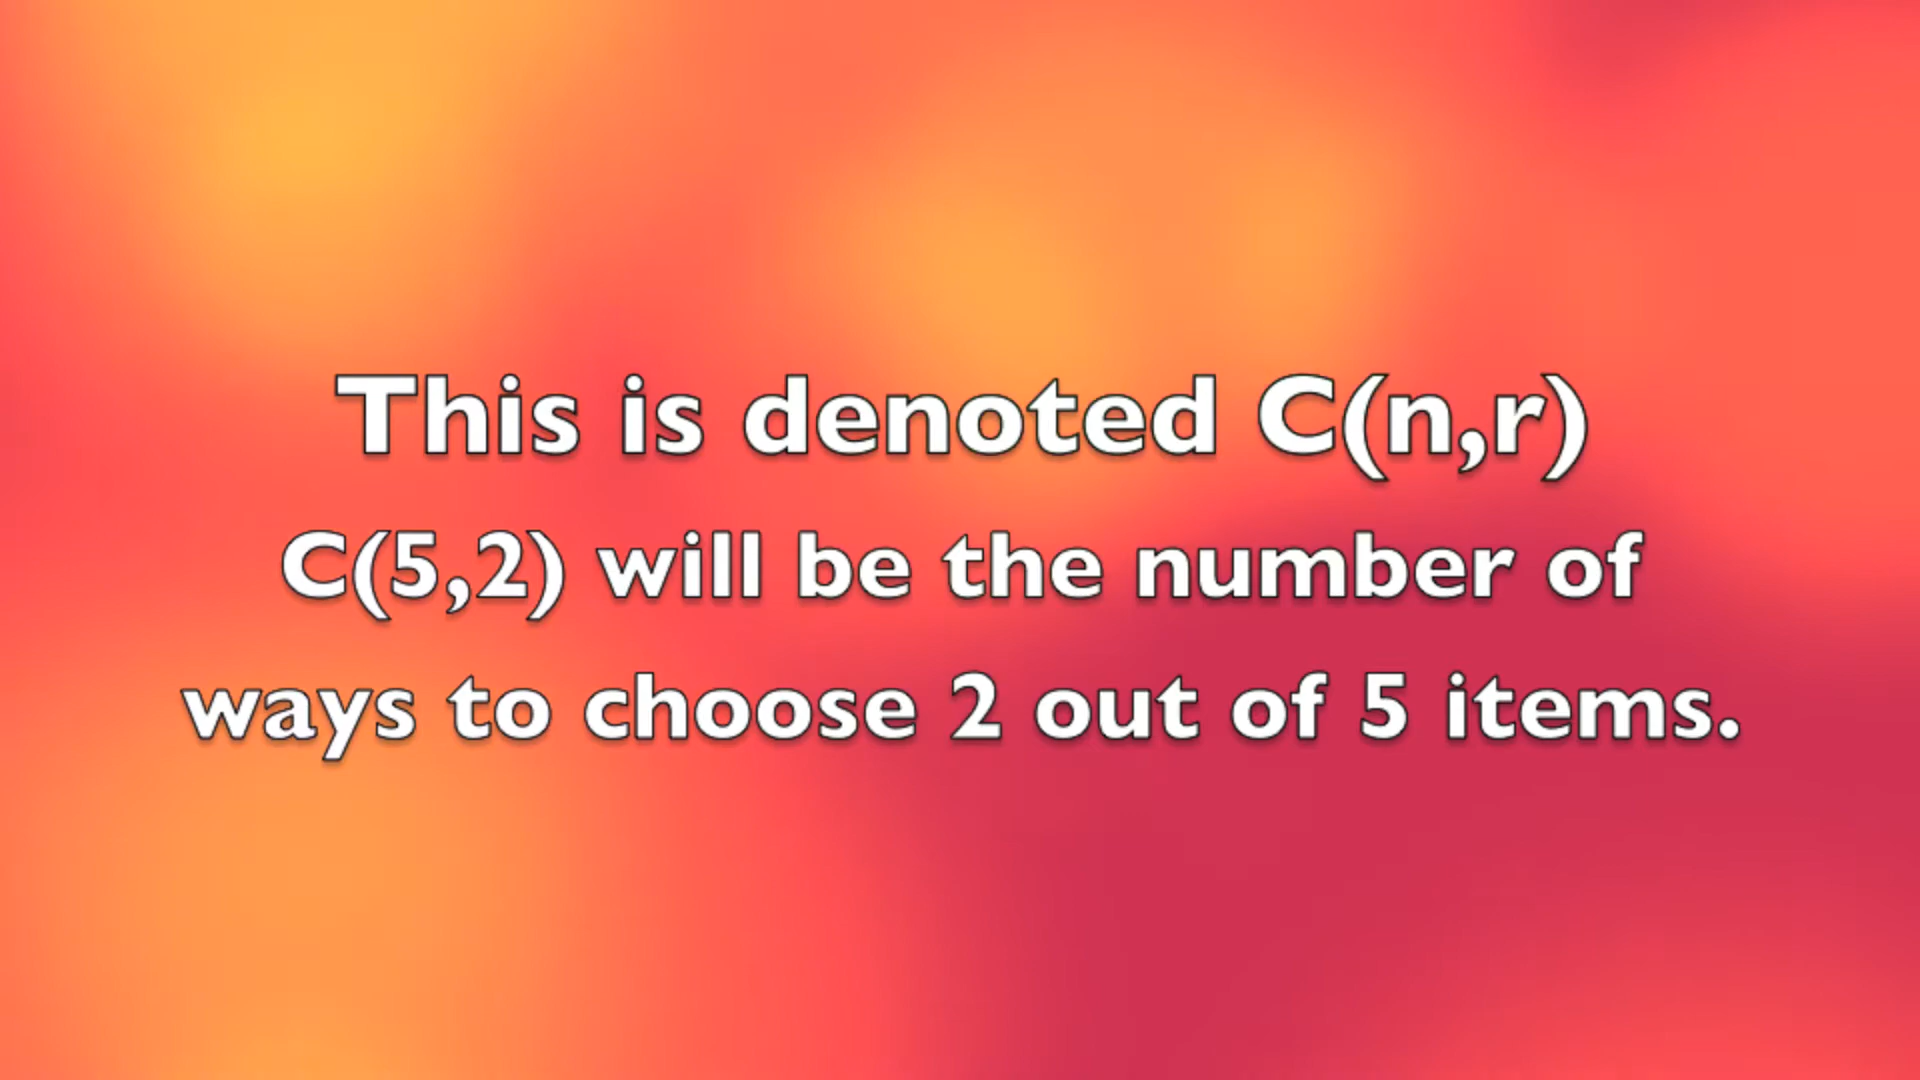 This is denoted C(n,r)
C(5,2) will be the number of
ways to choose 2 out of 5 items.